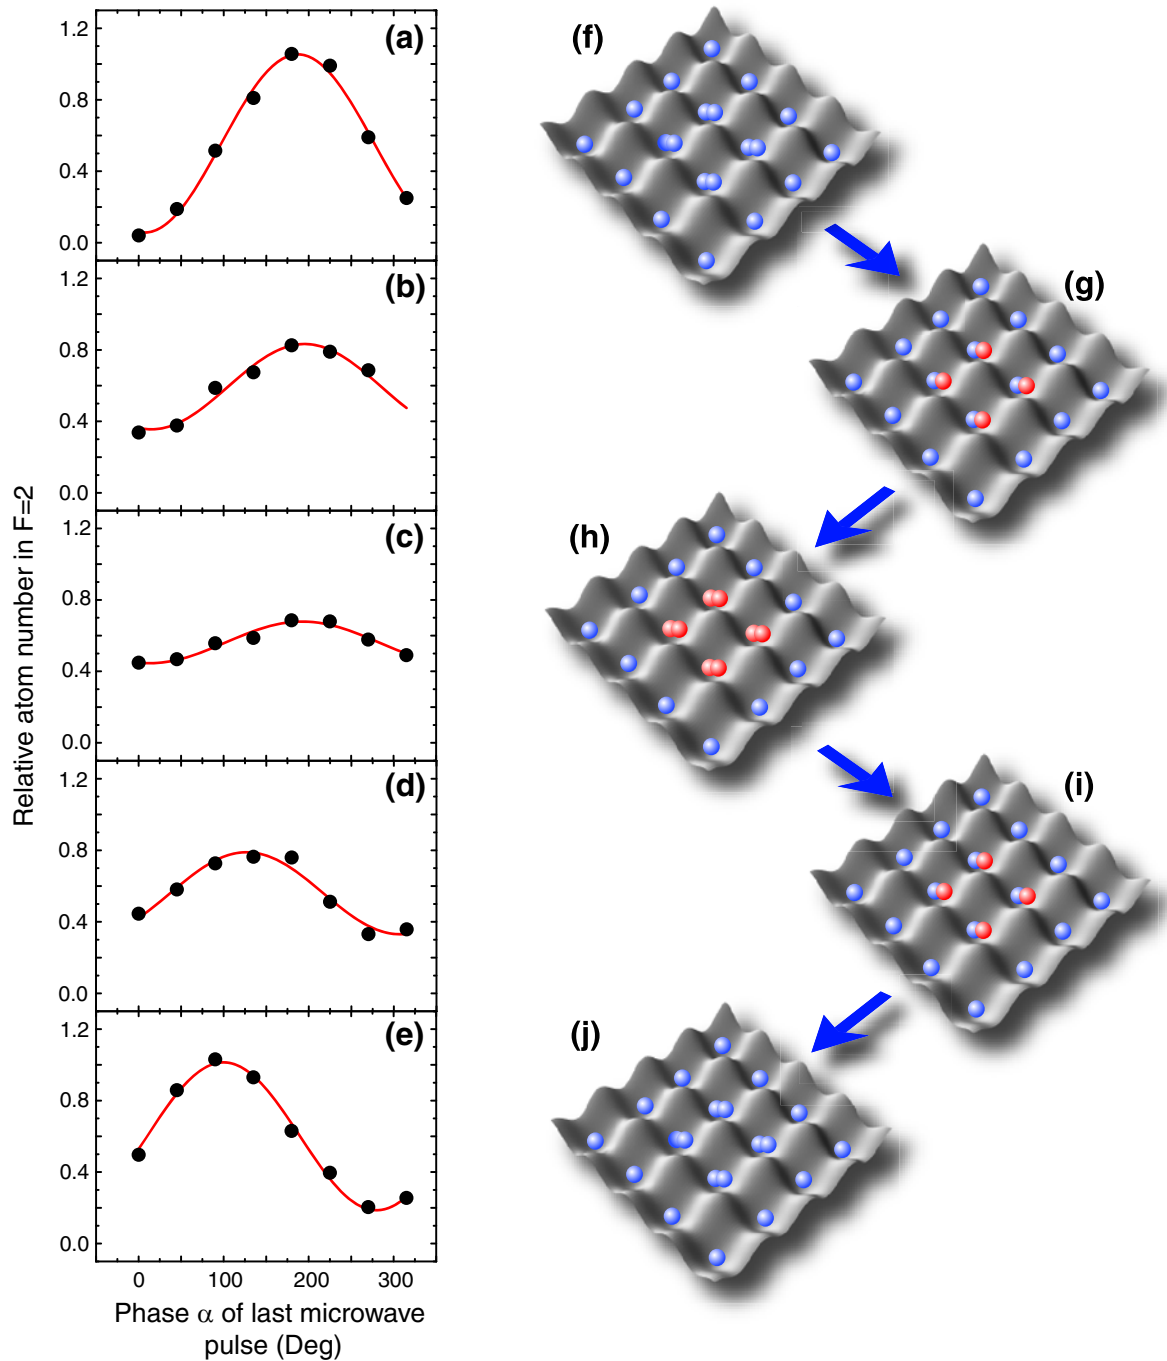 (a)
1.2
0.8
0.4
0.0
(b)
1.2
0.8
0.4
0.0
(c)
1.2
0.8
0.4
0.0
(d)
1.2
0.8
0.4
0.0
(e)
1.2
0.8
0.4
0.0
0 100 200 300
Relative atom number in F=2
Phase α of last microwave
pulse (Deg)
(f)
(g)
(h)
(i)
(j)